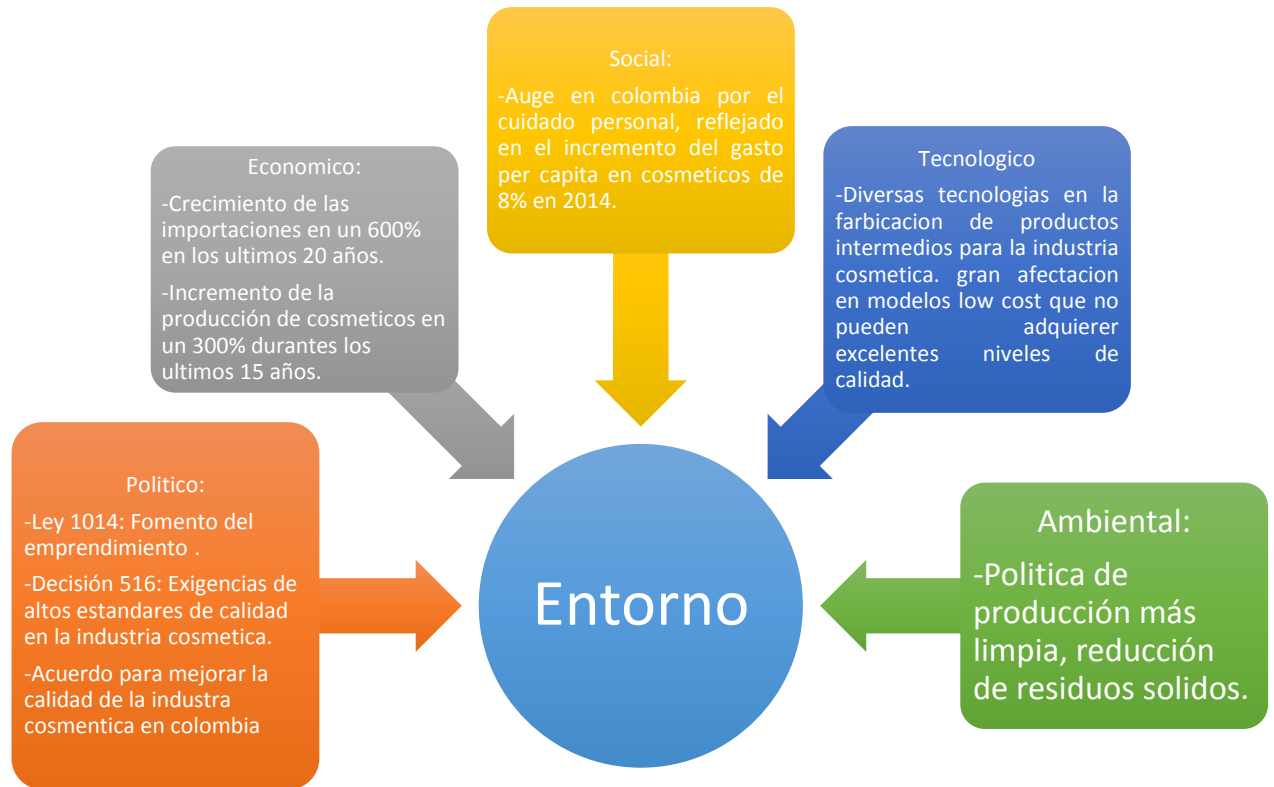 Social:
-Auge en colombia por el
cuidado personal, reflejado
en el incremento del gasto
per capita en cosmeticos de
8% en 2014.
Economico:
-Crecimiento de las
importaciones en un 600%
en los ultimos 20 años.
-Incremento de la
producción de cosmeticos en
un 300% durantes los
ultimos 15 años.
Tecnologico
-Diversas tecnologias en la
farbicacion de productos
intermedios para la industria
cosmetica. gran afectacion
en modelos low cost que no
pueden adquierer
excelentes niveles de
calidad.
Politico:
-Ley 1014: Fomento del
emprendimiento .
-Decisión 516: Exigencias de
altos estandares de calidad
en la industria cosmetica.
-Acuerdo para mejorar la
calidad de la industra
cosmentica en colombia
Entorno
Ambiental:
-Politica de
producción más
limpia, reducción
de residuos solidos.